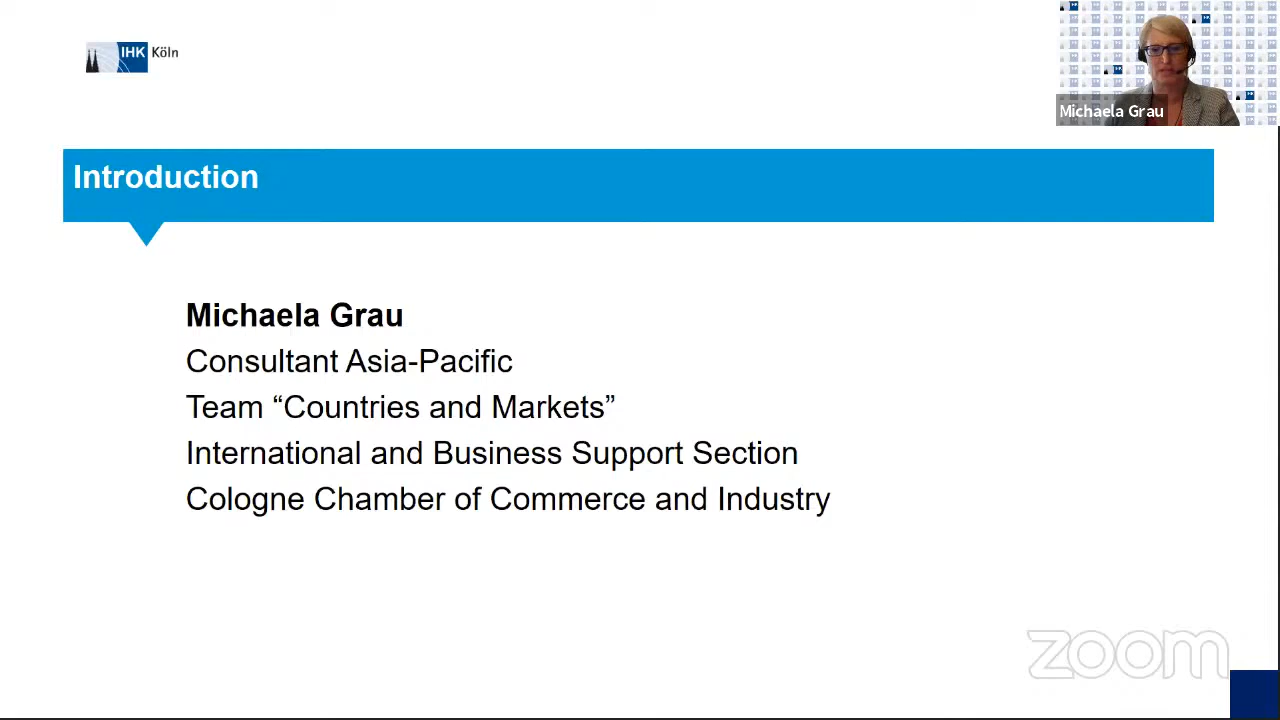 IHK Köln
Michaela Grau
Introduction
Michaela Grau
Consultant Asia-Pacific
Team “Countries and Markets”
International and Business Support Section
Cologne Chamber of Commerce and Industry
zoom